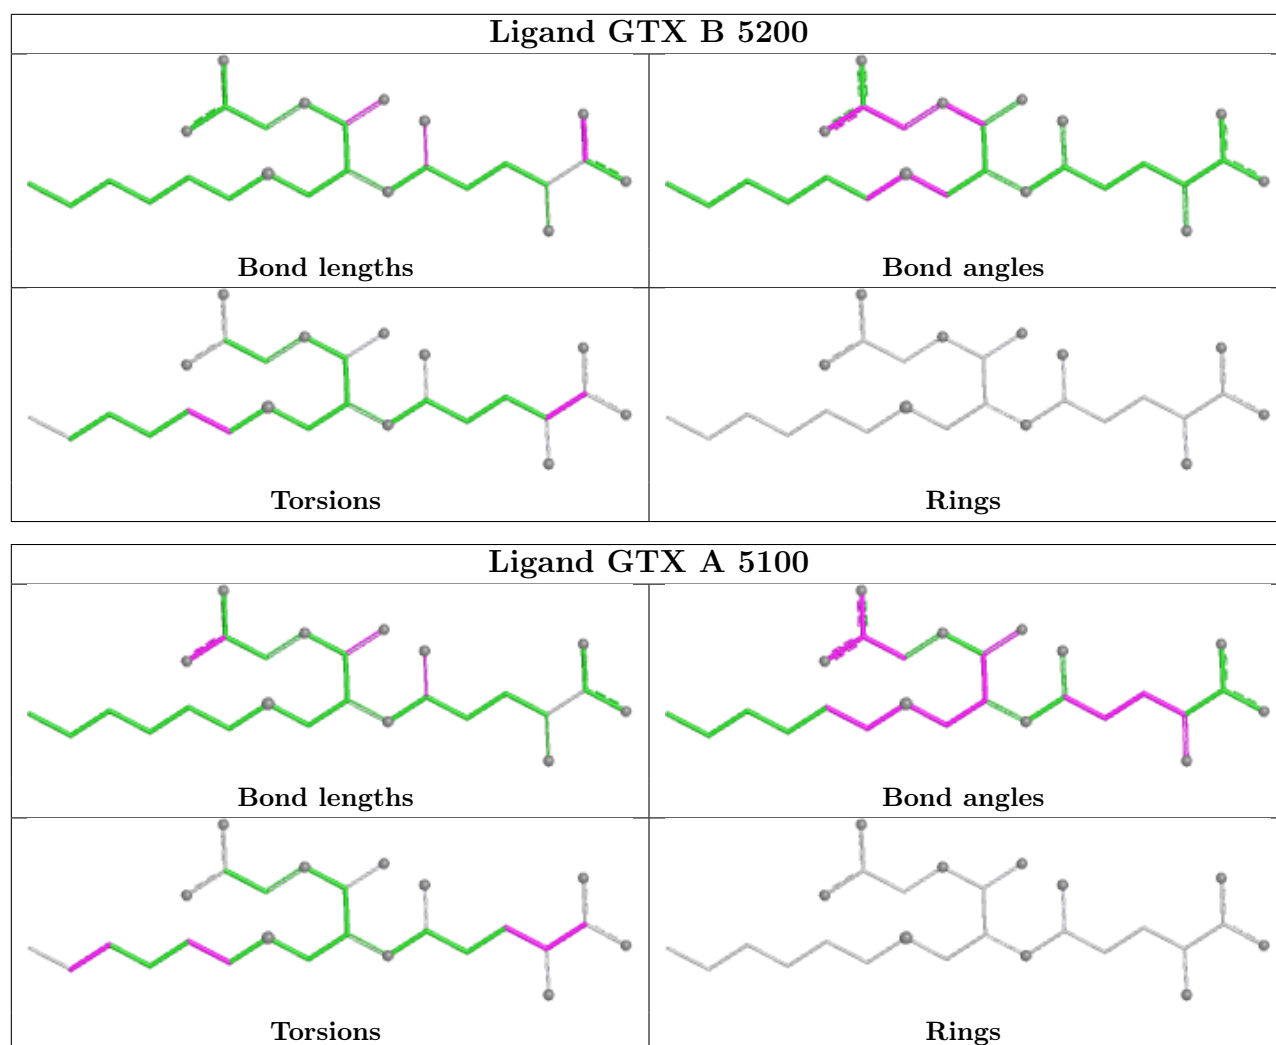 Ligand GTX B 5200
Bond lengths
Bond angles
Torsions
Rings
Ligand GTX A 5100
Bond lengths
Bond angles
Torsions
Rings